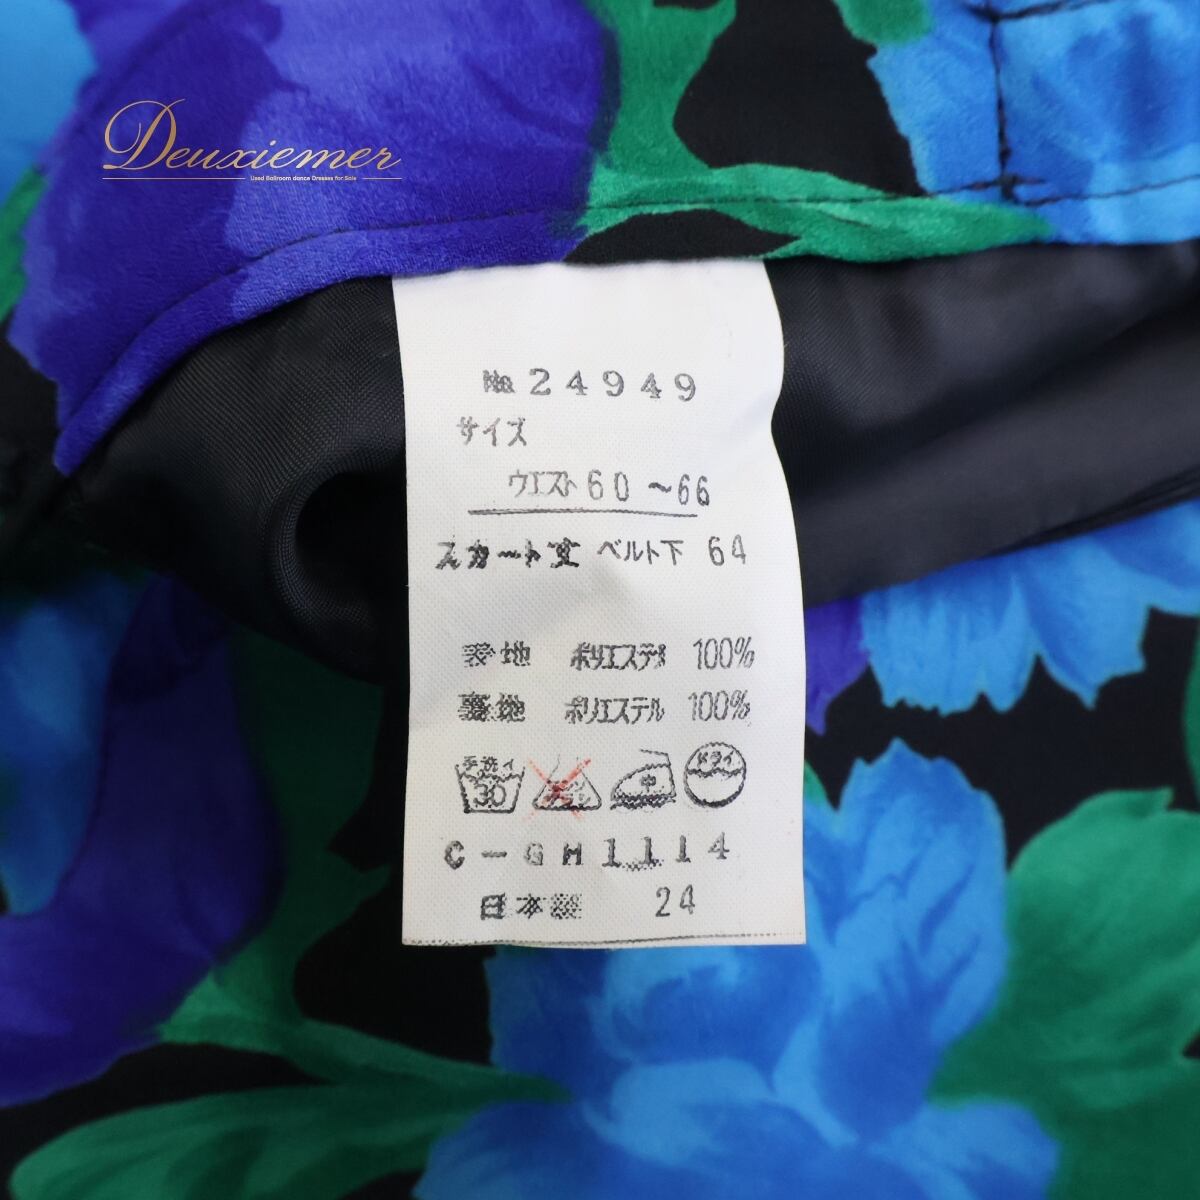 Deuxiemer
Used Ballroom dance Dresses for Sale
№24949
サイズ
ウエスト60~66
スカート丈 ベルト下 64
表地 ポリエステル 100%
裏地 ポリエステル 100%
手洗イ 30 中 ドライ
C-GH1114
日本製 24